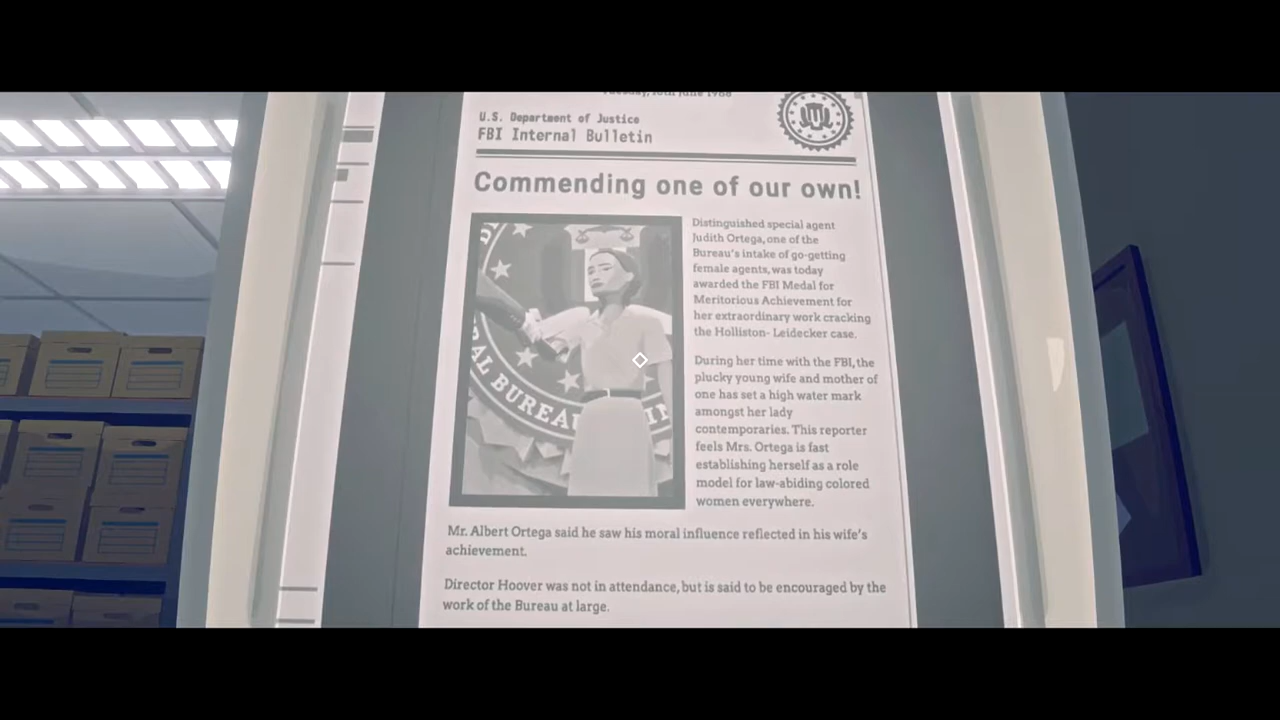 U.S. Department of Justice
FBI Internal Bulletin
Commending one of our own!
Distinguished special agent
Judith Ortega, one of the
Bureau's intake of go-getting
female agents, was today
awarded the FBI Medal for
Meritorious Achievement for
her extraordinary work cracking
the Holliston- Leidecker case.
During her time with the FBI, the
plucky young wife and mother of
one has set a high water mark
amongst her lady
contemporaries. This reporter
feels Mrs. Ortega is fast
establishing herself as a role
model for law-abiding colored
women everywhere.
Mr. Albert Ortega said he saw his moral influence reflected in his wife's
achievement.
Director Hoover was not in attendance, but is said to be encouraged by the
work of the Bureau at large.